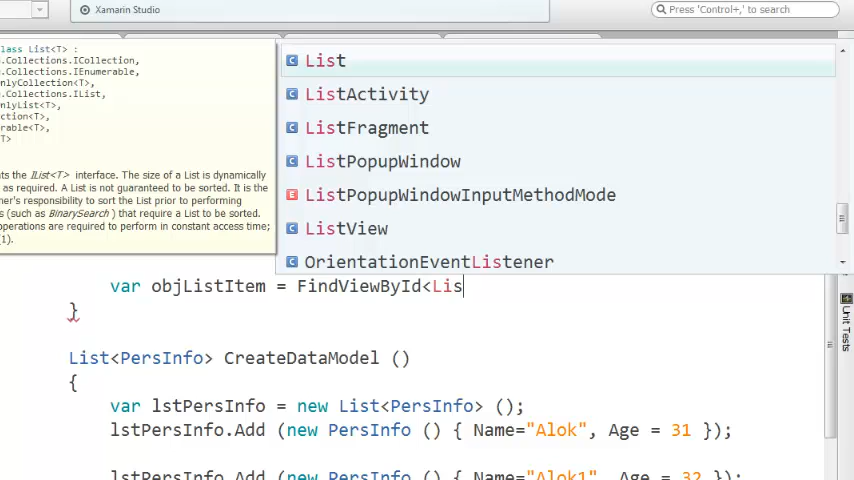 Xamarin Studio
Press 'Control+,' to search
lass List<T> :
.Collections.ICollection,
.Collections.IEnumerable,
nlyCollection<T>,
.Collections.IList,
nlyList<T>,
ction<T>,
rable<T>,
T>
nts the IList<T> interface. The size of a List is dynamically
as required. A List is not guaranteed to be sorted. It is the
ner's responsibility to sort the List prior to performing
s (such as BinarySearch ) that require a List to be sorted.
operations are required to perform in constant access time;
(1).
List
ListActivity
ListFragment
ListPopupWindow
ListPopupWindowInputMethodMode
ListView
OrientationEventListener
var objListItem = FindViewById<Lis
}
List<PersInfo> CreateDataModel ()
{
var lstPersInfo = new List<PersInfo> ();
lstPersInfo.Add (new PersInfo () { Name="Alok", Age = 31 });
lstPersInfo.Add (new PersInfo () { Name="Alok1", Age = 32 });
Unit Tests